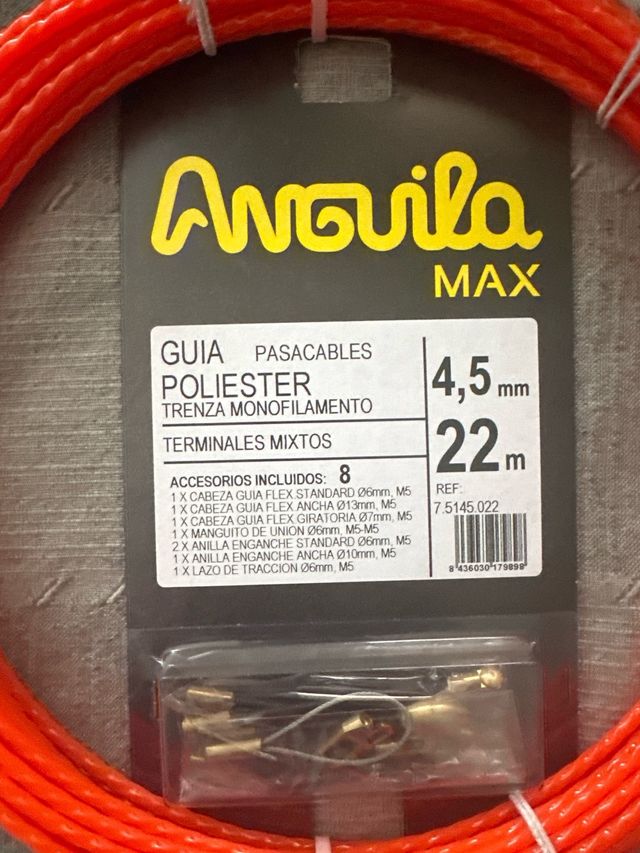 Anguila
MAX
GUIA PASACABLES
POLIESTER
TRENZA MONOFILAMENTO
TERMINALES MIXTOS
ACCESORIOS INCLUIDOS: 8
1 X CABEZA GUIA FLEX STANDARD Ø6mm, M5
1 X CABEZA GUIA FLEX ANCHA Ø13mm, M5
1 X CABEZA GUIA FLEX GIRATORIA Ø7mm, M5
1 X MANGUITO DE UNION Ø6mm, M5-M5
2 X ANILLA ENGANCHE STANDARD Ø6mm, M5
1 X ANILLA ENGANCHE ANCHA Ø10mm, M5
1 X LAZO DE TRACCION Ø6mm, M5
4,5 mm
22 m
REF:
7.5145.022
8 436030 179898